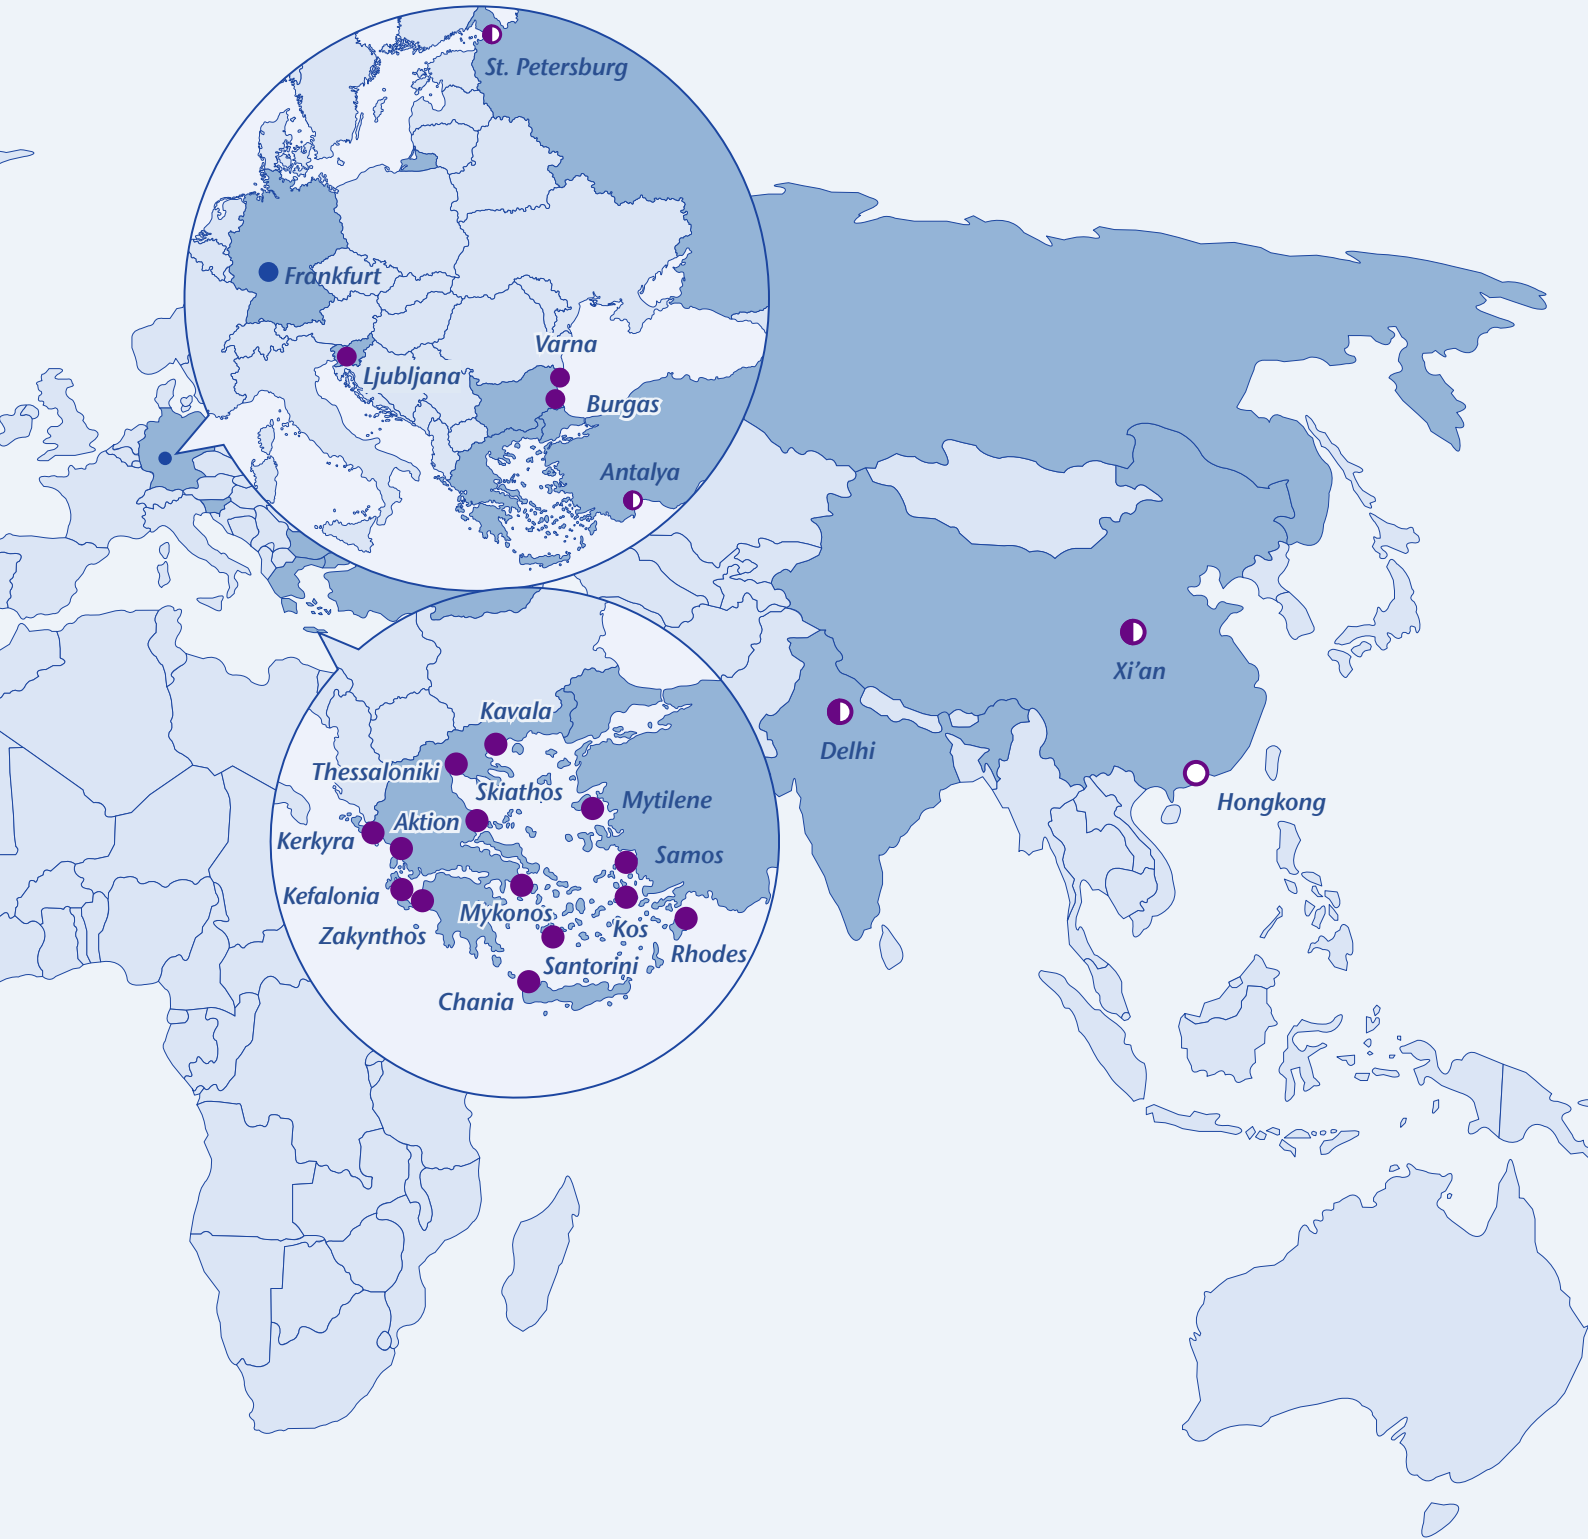 St. Petersburg
Frankfurt
Varna
Ljubljana
Burgas
Antalya
Xi’an
Kavala
Delhi
Thessaloniki
Skiathos
Mytilene
Hongkong
Aktion
Kerkyra
Samos
Kefalonia
Mykonos
Kos
Zakynthos
Rhodes
Santorini
Chania